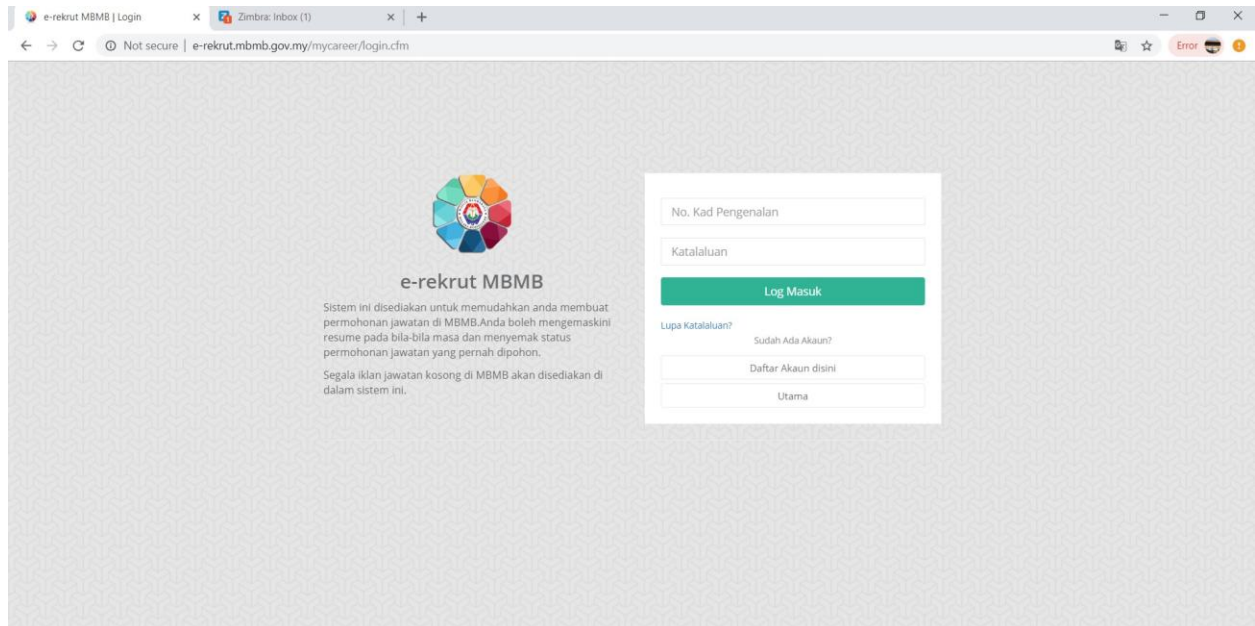 e-rekrut MBMB | Login
Zimbra: Inbox (1)
Not secure | e-rekrut.mbmb.gov.my/mycareer/login.cfm
Error
e-rekrut MBMB
Sistem ini disediakan untuk memudahkan anda membuat
permohonan jawatan di MBMB.Anda boleh mengemaskini
resume pada bila-bila masa dan menyemak status
permohonan jawatan yang pernah dipohon.
Segala iklan jawatan kosong di MBMB akan disediakan di
dalam sistem ini.
No. Kad Pengenalan
Katalaluan
Log Masuk
Lupa Katalaluan?
Sudah Ada Akaun?
Daftar Akaun disini
Utama